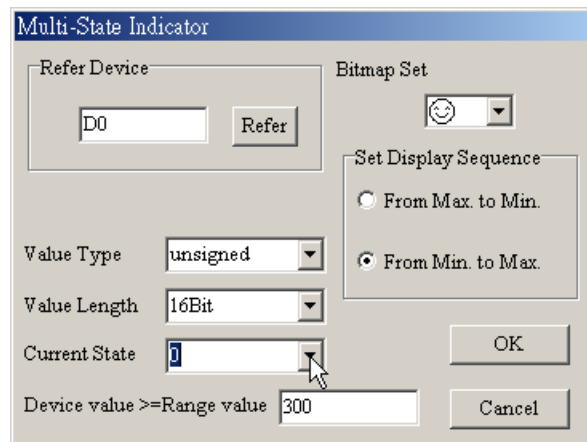 Multi-State Indicator
Refer Device
D0
Refer
Bitmap Set
Set Display Sequence
From Max. to Min.
From Min. to Max.
Value Type
unsigned
Value Length
16Bit
Current State
0
OK
Device value >=Range value
300
Cancel